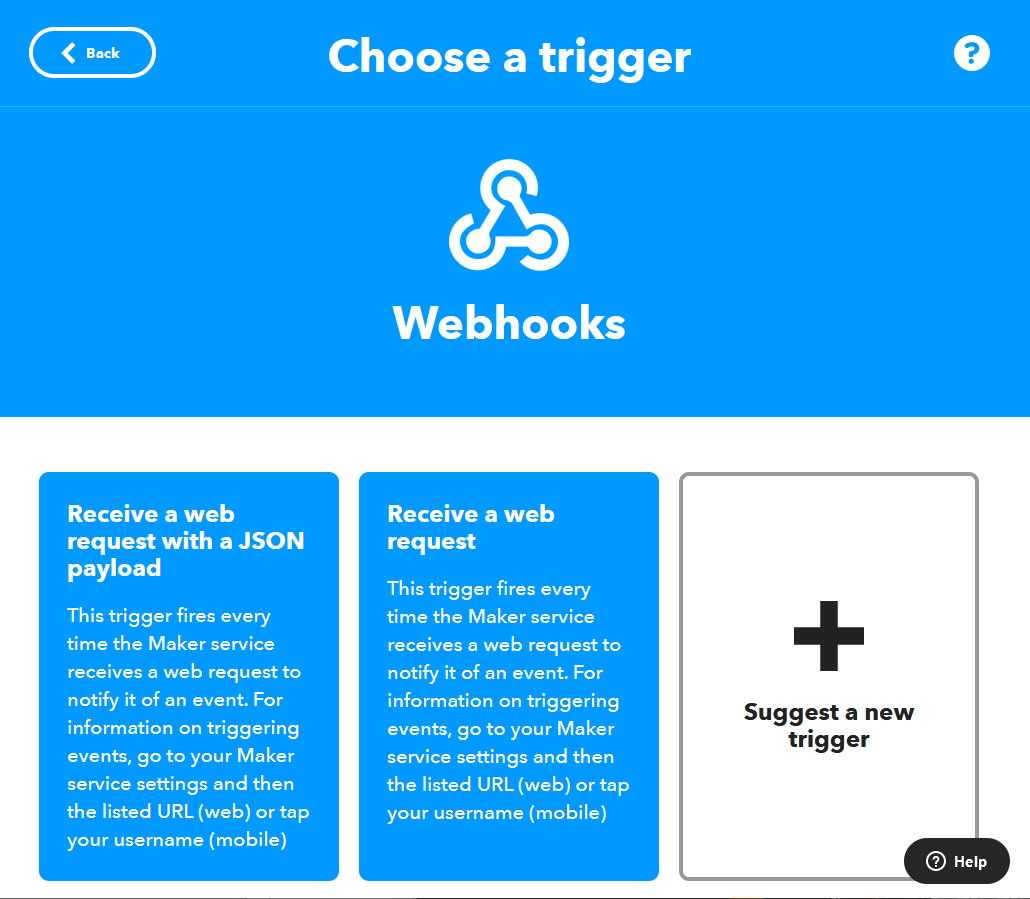 Back
Choose a trigger
?
Webhooks
Receive a web
request with a JSON
payload
This trigger fires every
time the Maker service
receives a web request to
notify it of an event. For
information on triggering
events, go to your Maker
service settings and then
the listed URL (web) or tap
your username (mobile)
Receive a web
request
This trigger fires every
time the Maker service
receives a web request to
notify it of an event. For
information on triggering
events, go to your Maker
service settings and then
the listed URL (web) or tap
your username (mobile)
Suggest a new
trigger
? Help